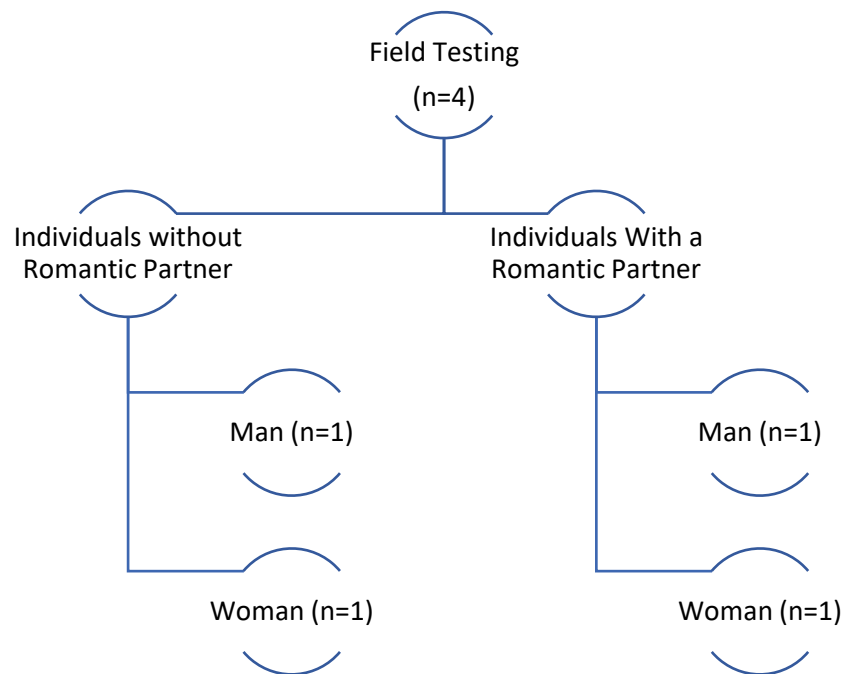 Field Testing
(n=4)
Individuals without
Romantic Partner
Individuals With a
Romantic Partner
Man (n=1)
Man (n=1)
Woman (n=1)
Woman (n=1)